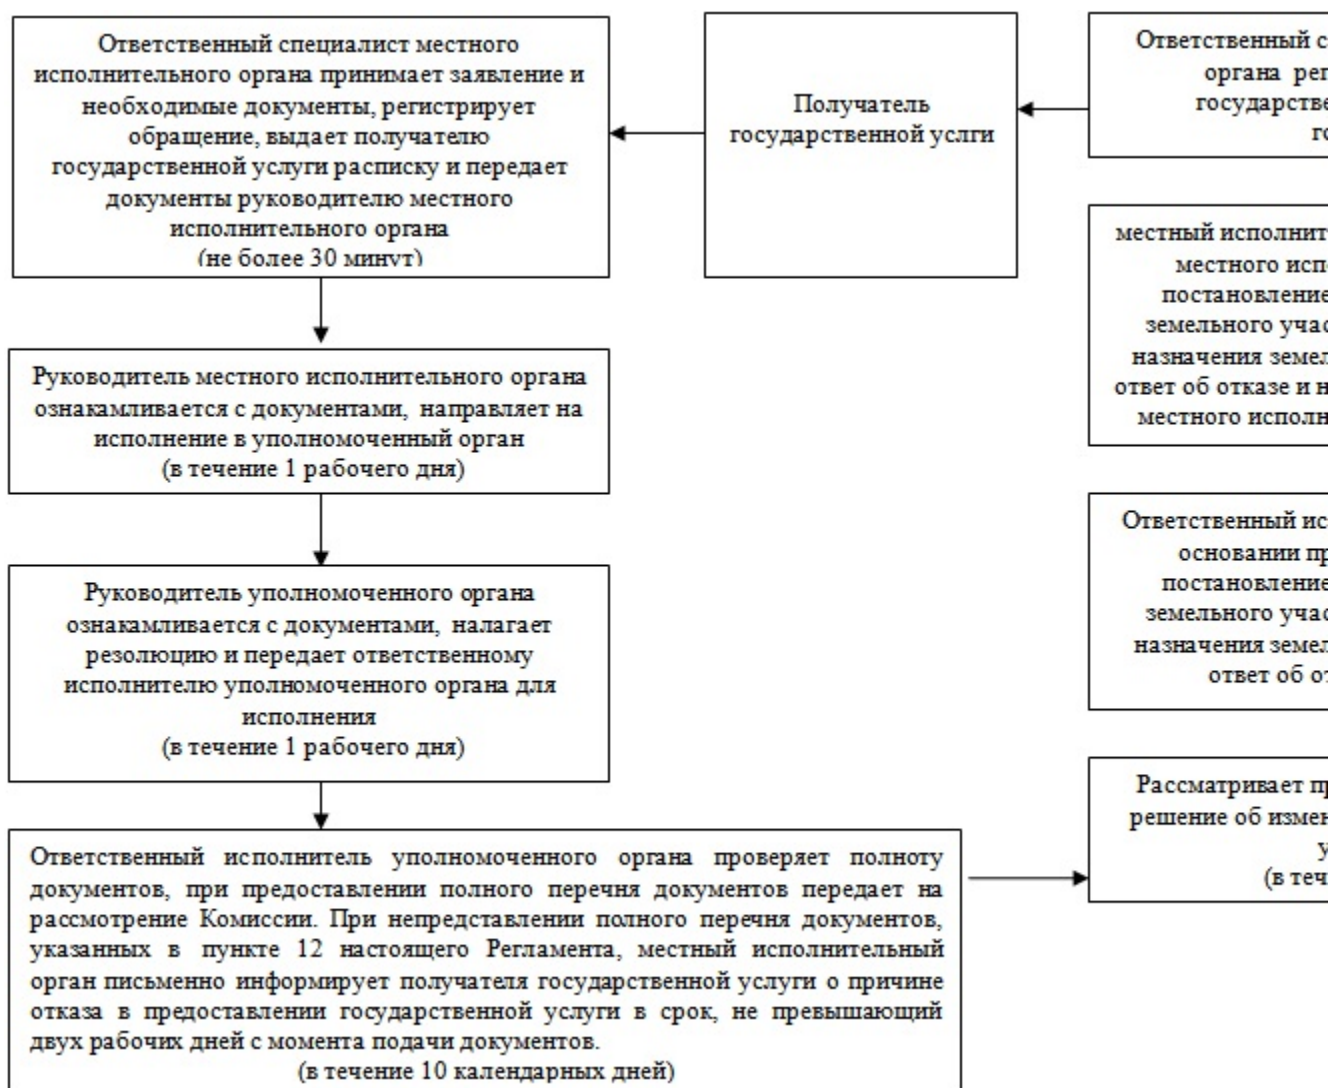 Ответственный специалист местного
исполнительного органа принимает заявление и
необходимые документы, регистрирует
обращение, выдает получателю
государственной услуги расписку и передает
документы руководителю местного
исполнительного органа
(не более 30 минут)
Получатель
государственной услги
Ответственный с
органа рег
государстве
го
Руководитель местного исполнительного органа
ознакамливается с документами, направляет на
исполнение в уполномоченный орган
(в течение 1 рабочего дня)
Руководитель уполномоченного органа
ознакамливается с документами, налагает
резолюцию и передает ответственному
исполнителю уполномоченного органа для
исполнения
(в течение 1 рабочего дня)
Ответственный исполнитель уполномоченного органа проверяет полноту
документов, при предоставлении полного перечня документов передает на
рассмотрение Комиссии. При непредставлении полного перечня документов,
указанных в пункте 12 настоящего Регламента, местный исполнительный
орган письменно информирует получателя государственной услуги о причине
отказа в предоставлении государственной услуги в срок, не превышающий
двух рабочих дней с момента подачи документов.
(в течение 10 календарных дней)
Рассматривает пр
решение об измен
у
(в теч
Ответственный ис
основании пр
постановление
земельного учас
назначения земел
ответ об от
местный исполнит
местного испо
постановление
земельного учас
назначения земел
ответ об отказе и н
местного исполн